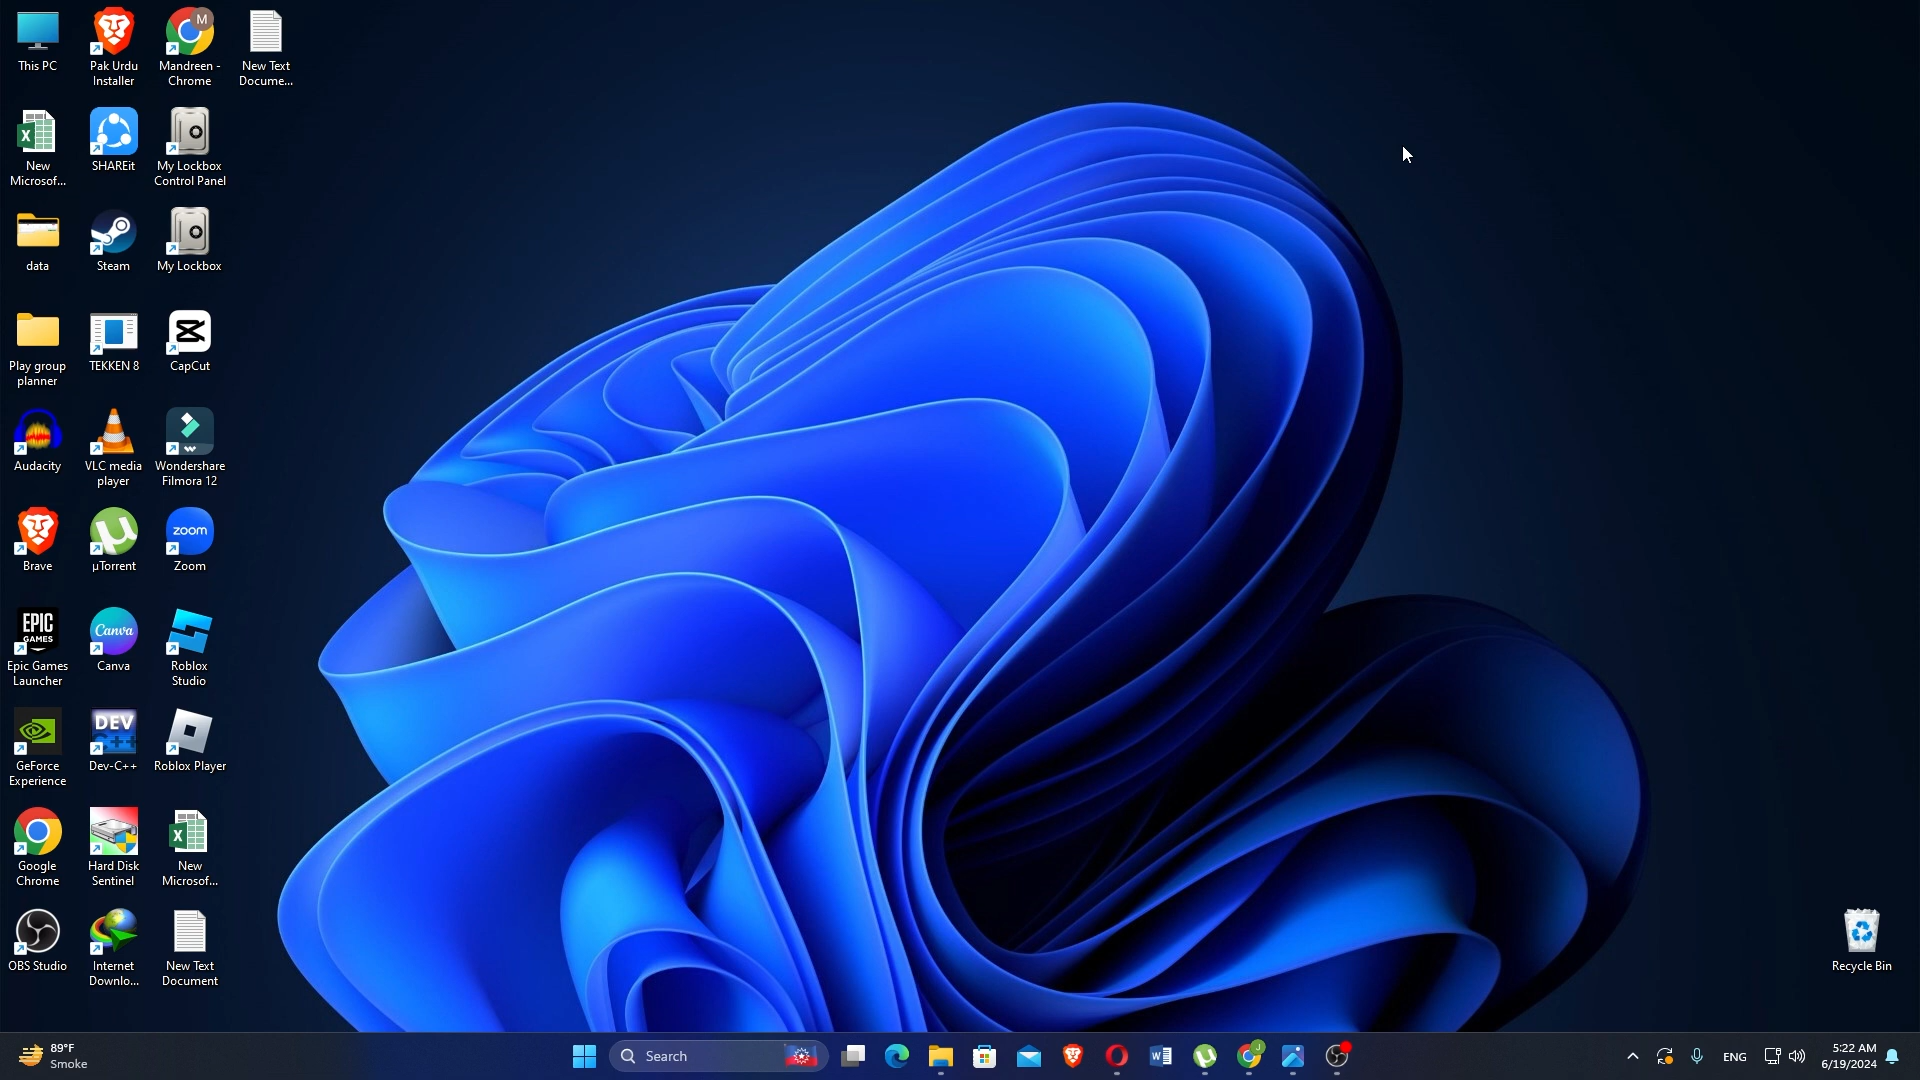 This PC
Pak Urdu
Installer
Mandreen -
Chrome
M
New Text
Docume...
New
Microsof...
SHAREit
My Lockbox
Control Panel
data
Steam
My Lockbox
Play group
planner
TEKKEN 8
CapCut
Audacity
VLC media
player
Wondershare
Filmora 12
Brave
µTorrent
zoom
Zoom
EPIC
GAMES
Epic Games
Launcher
Canva
Canva
Roblox
Studio
GeForce
Experience
DEV
C++
Dev-C++
Roblox Player
Google
Chrome
Hard Disk
Sentinel
New
Microsof...
OBS Studio
Internet
Downlo...
New Text
Document
Recycle Bin
89°F
Smoke
Search
ENG
5:22 AM
6/19/2024